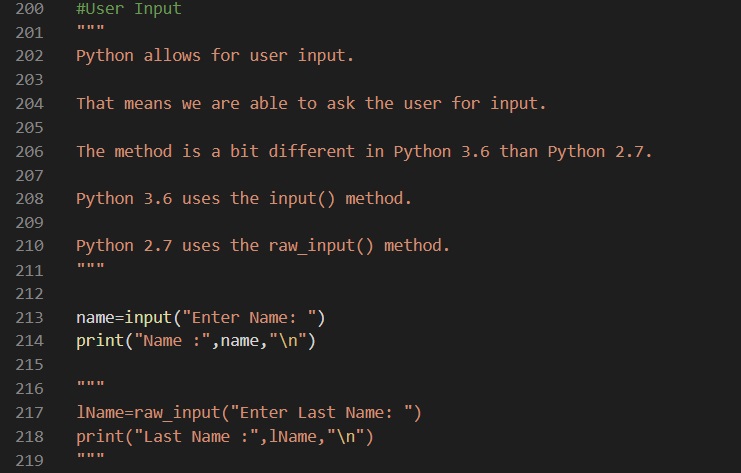 200 #User Input
201 """
202 Python allows for user input.
203
204 That means we are able to ask the user for input.
205
206 The method is a bit different in Python 3.6 than Python 2.7.
207
208 Python 3.6 uses the input() method.
209
210 Python 2.7 uses the raw_input() method.
211 """
212
213 name=input("Enter Name: ")
214 print("Name :",name,"\n")
215
216 """
217 lName=raw_input("Enter Last Name: ")
218 print("Last Name :",lName,"\n")
219 """